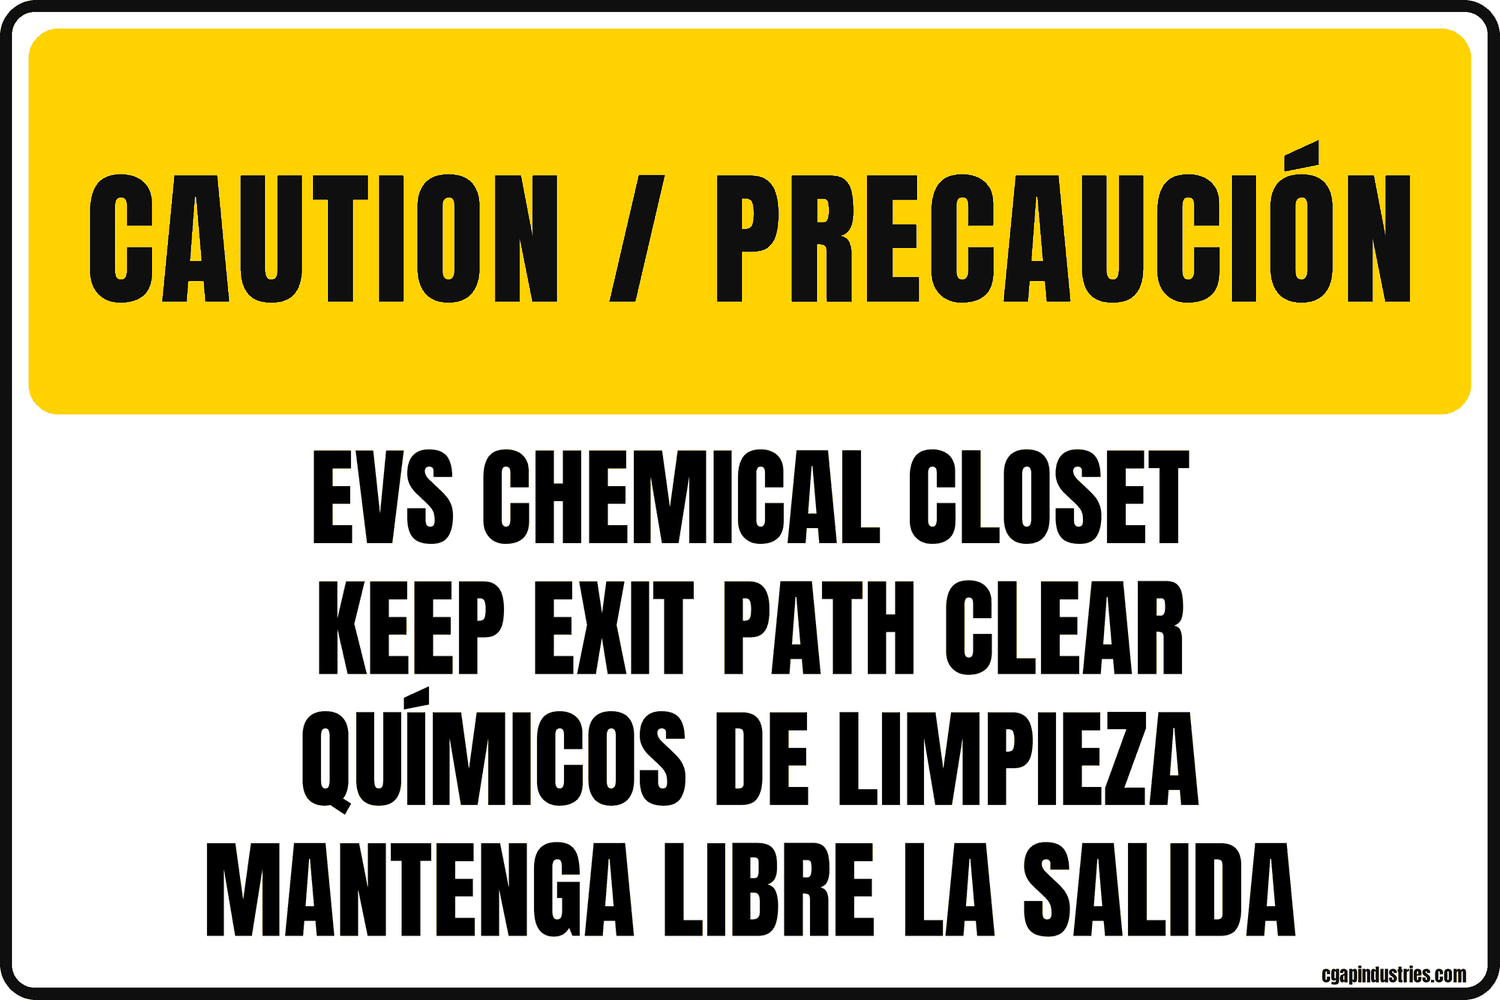 CAUTION / PRECAUCIÓN
EVS CHEMICAL CLOSET
KEEP EXIT PATH CLEAR
QUÍMICOS DE LIMPIEZA
MANTENGA LIBRE LA SALIDA
cgapindustries.com